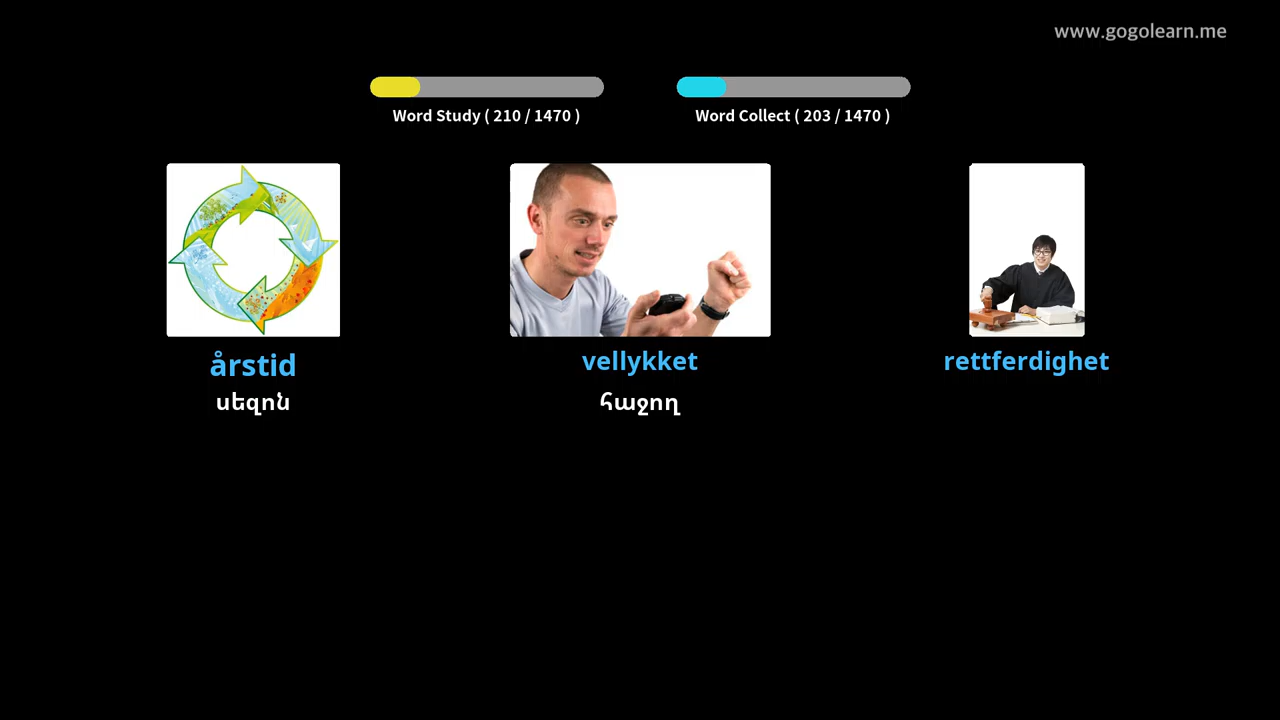 www.gogolearn.me
Word Study ( 210 / 1470 )
Word Collect ( 203 / 1470 )
årstid
vellykket
rettferdighet
սեզոն
հաջող